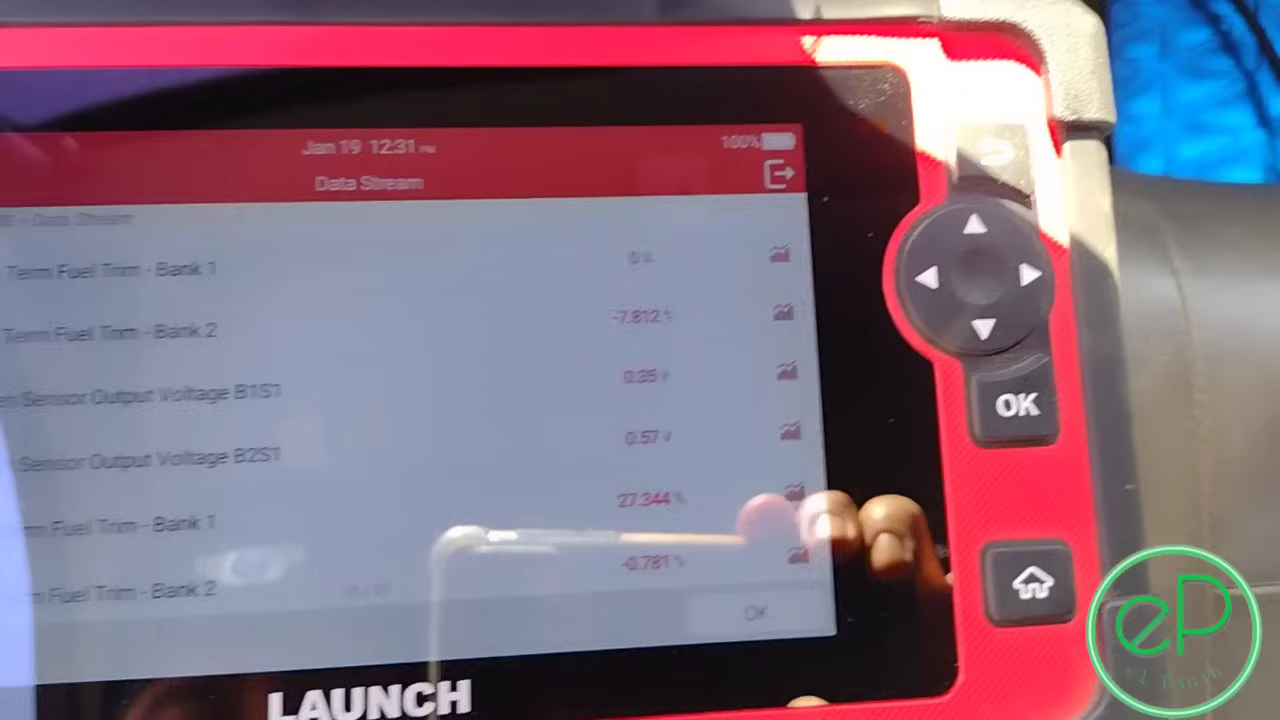 Jan 19 12:31 PM
100%
Data Stream
> Data Stream
Term Fuel Trim - Bank 1 0 %
Term Fuel Trim - Bank 2 -7.812 %
Sensor Output Voltage B1S1 0.35 V
Sensor Output Voltage B2S1 0.57 V
Fuel Trim - Bank 1 27.344 %
Fuel Trim - Bank 2 -0.781 %
OK
LAUNCH
OK
eP